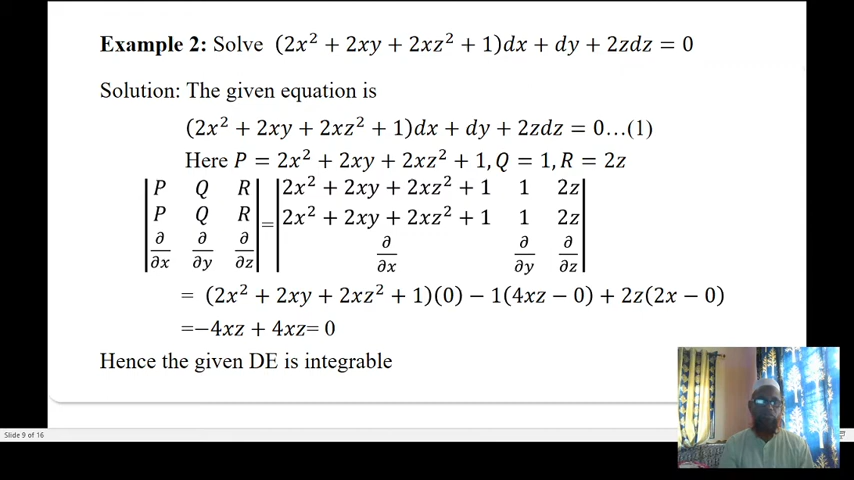 Example 2: Solve (2x² + 2xy + 2xz² + 1)dx + dy + 2zdz = 0
Solution: The given equation is
(2x² + 2xy + 2xz² + 1)dx + dy + 2zdz = 0…(1)
Here P = 2x² + 2xy + 2xz² + 1, Q = 1, R = 2z
|P Q R| |2x² + 2xy + 2xz² + 1 1 2z|
|P Q R| = |2x² + 2xy + 2xz² + 1 1 2z|
|∂/∂x ∂/∂y ∂/∂z| |∂/∂x ∂/∂y ∂/∂z|
= (2x² + 2xy + 2xz² + 1)(0) − 1(4xz − 0) + 2z(2x − 0)
=−4xz + 4xz= 0
Hence the given DE is integrable
Slide 9 of 16